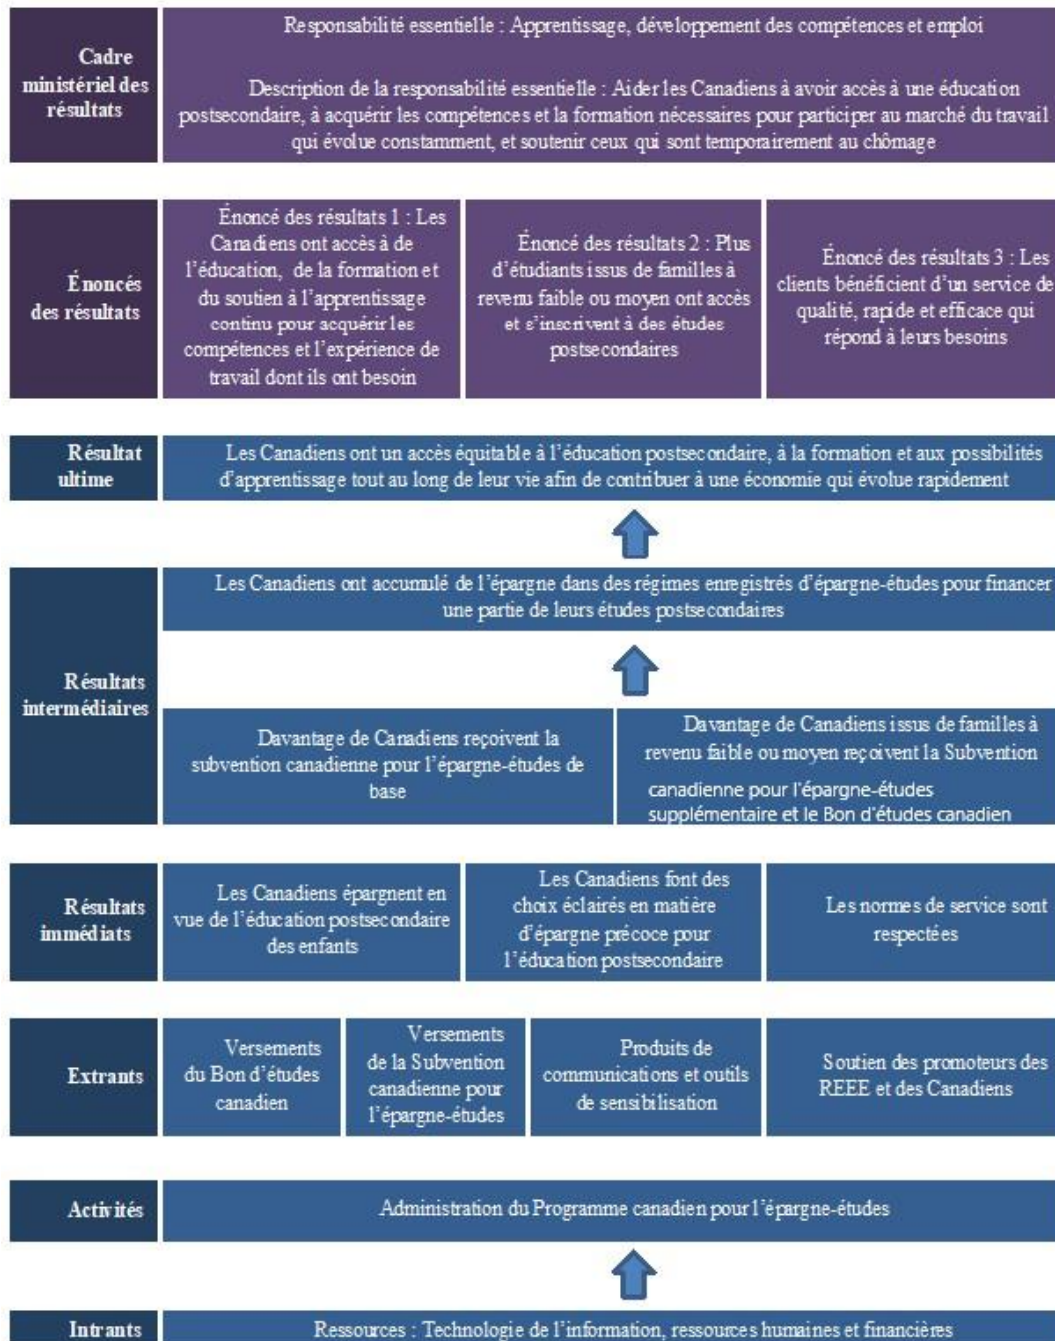 Cadre
ministériel des
résultats
Responsabilité essentielle : Apprentissage, développement des compétences et emploi
Description de la responsabilité essentielle : Aider les Canadiens à avoir accès à une éducation
postsecondaire, à acquérir les compétences et la formation nécessaires pour participer au marché du travail
qui évolue constamment, et soutenir ceux qui sont temporairement au chômage
Énoncés
des résultats
Énoncé des résultats 1 : Les
Canadiens ont accès à de
l’éducation, de la formation et
du soutien à l’apprentissage
continu pour acquérir les
compétences et l’expérience de
travail dont ils ont besoin
Énoncé des résultats 2 : Plus
d’étudiants issus de familles à
revenu faible ou moyen ont accès
et s’inscrivent à des études
postsecondaires
Énoncé des résultats 3 : Les
clients bénéficient d’un service de
qualité, rapide et efficace qui
répond à leurs besoins
Résultat
ultime
Les Canadiens ont un accès équitable à l’éducation postsecondaire, à la formation et aux possibilités
d’apprentissage tout au long de leur vie afin de contribuer à une économie qui évolue rapidement
Résultats
intermédiaires
Les Canadiens ont accumulé de l’épargne dans des régimes enregistrés d’épargne-études pour financer
une partie de leurs études postsecondaires
Davantage de Canadiens reçoivent la
subvention canadienne pour l’épargne-études de
base
Davantage de Canadiens issus de familles à
revenu faible ou moyen reçoivent la Subvention
canadienne pour l'épargne-études
supplémentaire et le Bon d'études canadien
Résultats
immédiats
Les Canadiens épargnent en
vue de l’éducation postsecondaire
des enfants
Les Canadiens font des
choix éclairés en matière
d’épargne précoce pour
l’éducation postsecondaire
Les normes de service sont
respectées
Extrants
Versements
du Bon d’études
canadien
Versements
de la Subvention
canadienne pour
l’épargne-études
Produits de
communications et outils
de sensibilisation
Soutien des promoteurs des
REEE et des Canadiens
Activités
Administration du Programme canadien pour l’épargne-études
Intrants
Ressources : Technologie de l’information, ressources humaines et financières